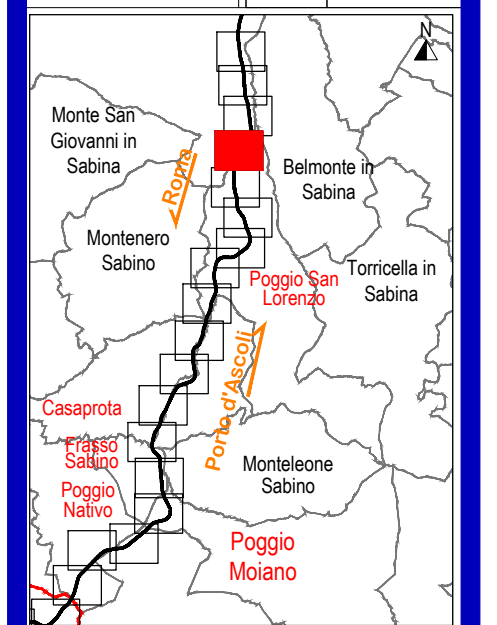 N
Monte San
Giovanni in
Sabina
Roma
Belmonte in
Sabina
Montenero
Sabino
Poggio San
Lorenzo
Torricella in
Sabina
Porto d'Ascoli
Casaprota
Frasso
Sabino
Monteleone
Sabino
Poggio
Nativo
Poggio
Moiano